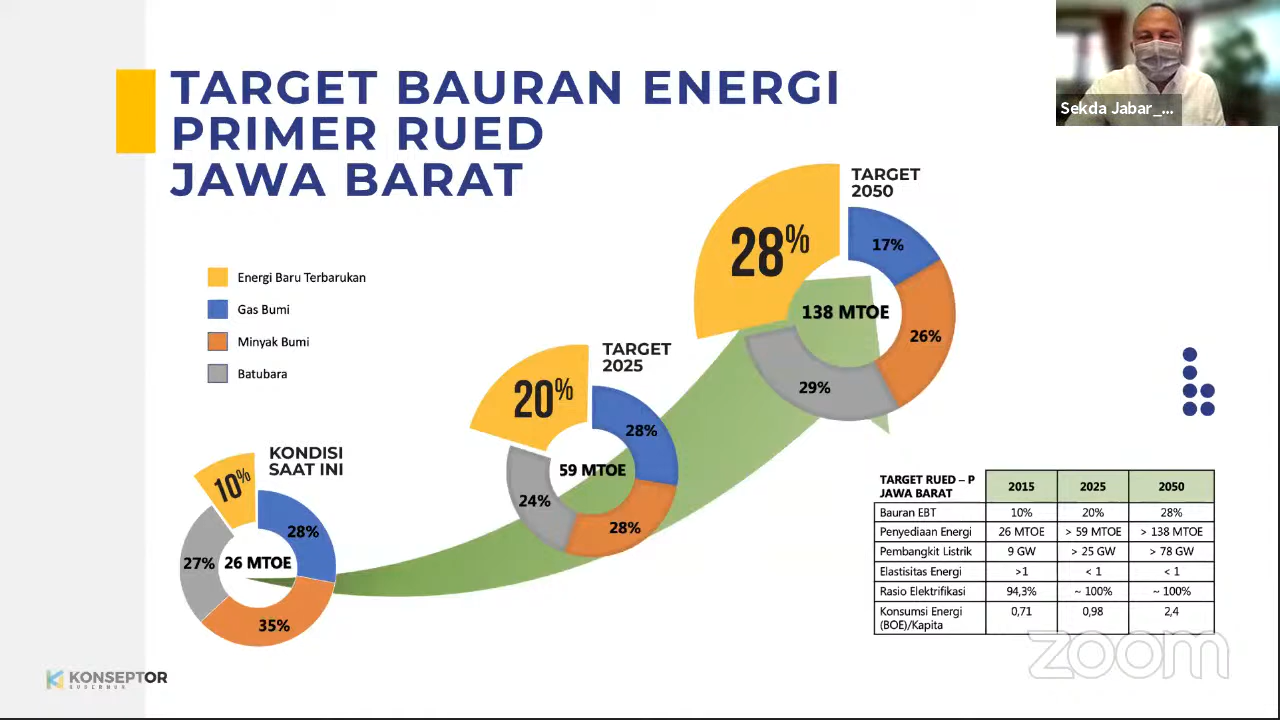 TARGET BAURAN ENERGI
PRIMER RUED
JAWA BARAT
Sekda Jabar_...
Energi Baru Terbarukan
Gas Bumi
Minyak Bumi
Batubara
KONDISI
SAAT INI
10%
28%
27%
26 MTOE
35%
TARGET
2025
20%
28%
59 MTOE
24%
28%
TARGET
2050
28%
17%
138 MTOE
26%
29%
TARGET RUED – P JAWA BARAT 2015 2025 2050
Bauran EBT 10% 20% 28%
Penyediaan Energi 26 MTOE > 59 MTOE > 138 MTOE
Pembangkit Listrik 9 GW > 25 GW > 78 GW
Elastisitas Energi >1 < 1 < 1
Rasio Elektrifikasi 94,3% ~ 100% ~ 100%
Konsumsi Energi (BOE)/Kapita 0,71 0,98 2,4
zoom
KONSEPTOR